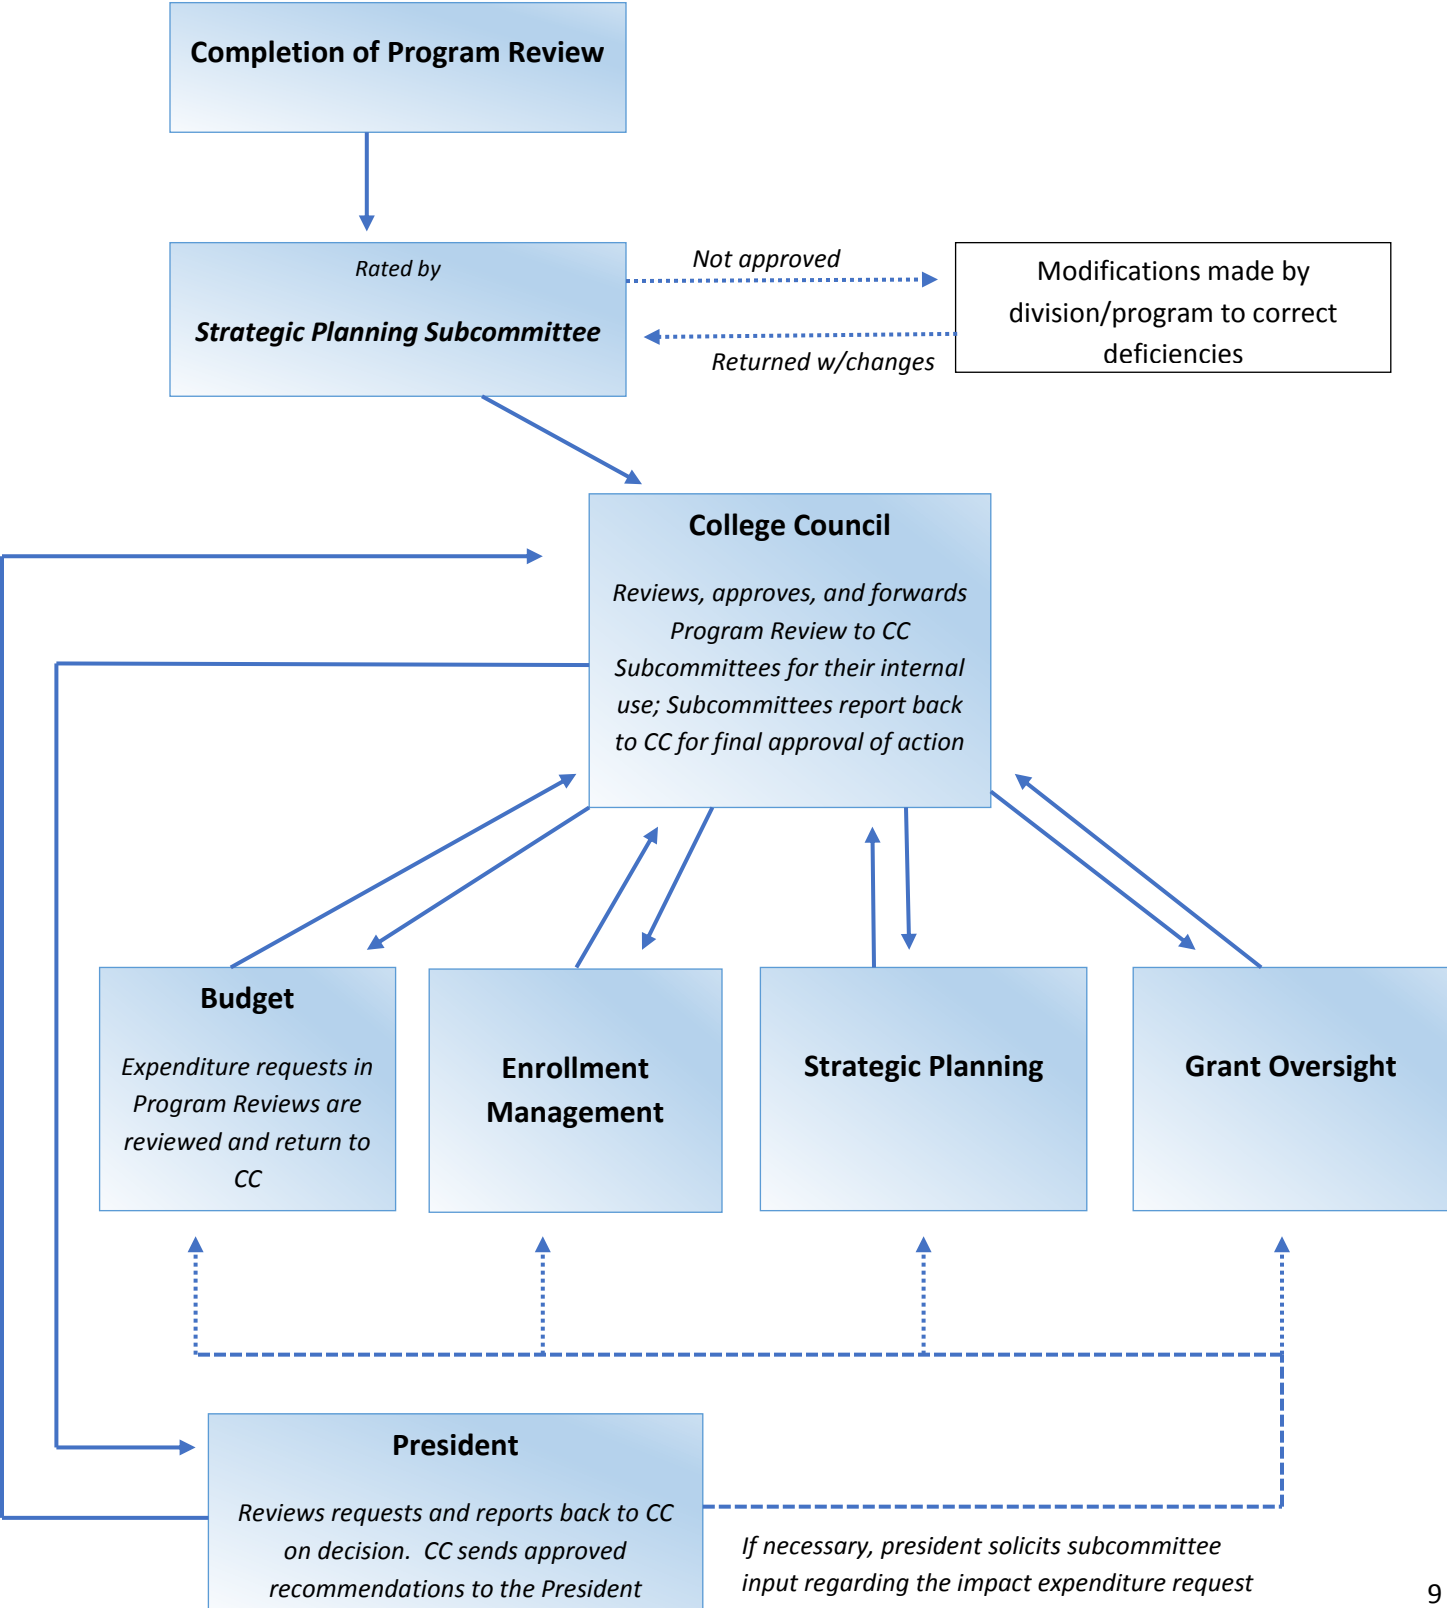 Completion of Program Review
Rated by
Strategic Planning Subcommittee
Not approved
Returned w/changes
Modifications made by
division/program to correct
deficiencies
College Council
Reviews, approves, and forwards
Program Review to CC
Subcommittees for their internal
use; Subcommittees report back
to CC for final approval of action
Budget
Expenditure requests in
Program Reviews are
reviewed and return to
CC
Enrollment
Management
Strategic Planning
Grant Oversight
President
Reviews requests and reports back to CC
on decision.  CC sends approved
recommendations to the President
If necessary, president solicits subcommittee
input regarding the impact expenditure request
9